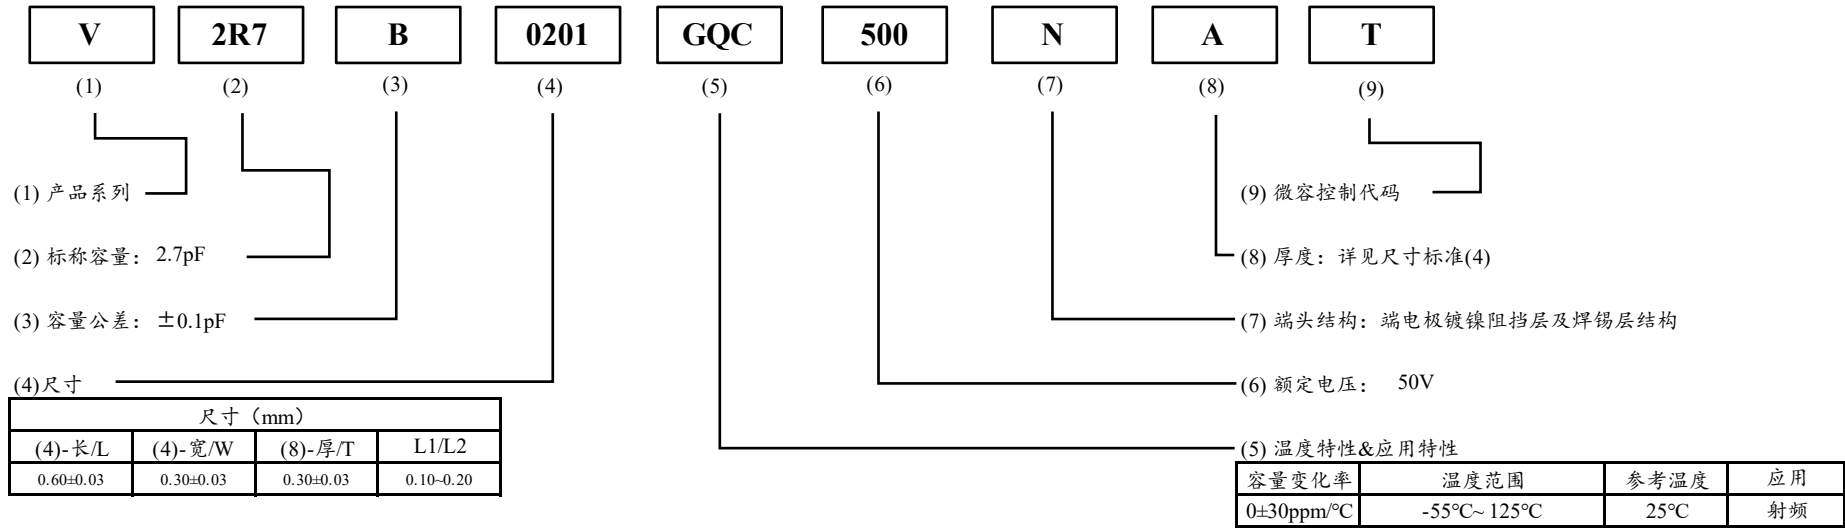 V 2R7 B 0201 GQC 500 N A T
(1) (2) (3) (4) (5) (6) (7) (8) (9)
(1) 产品系列
(9) 微容控制代码
(2) 标称容量： 2.7pF
(8) 厚度：详见尺寸标准(4)
(3) 容量公差：±0.1pF
(7) 端头结构：端电极镀镍阻挡层及焊锡层结构
(4)尺寸
(6) 额定电压： 50V
尺寸（mm）
(4)-长/L (4)-宽/W (8)-厚/T L1/L2
0.60±0.03 0.30±0.03 0.30±0.03 0.10~0.20
(5) 温度特性&应用特性
容量变化率 温度范围 参考温度 应用
0±30ppm/℃ -55℃~ 125℃ 25℃ 射频